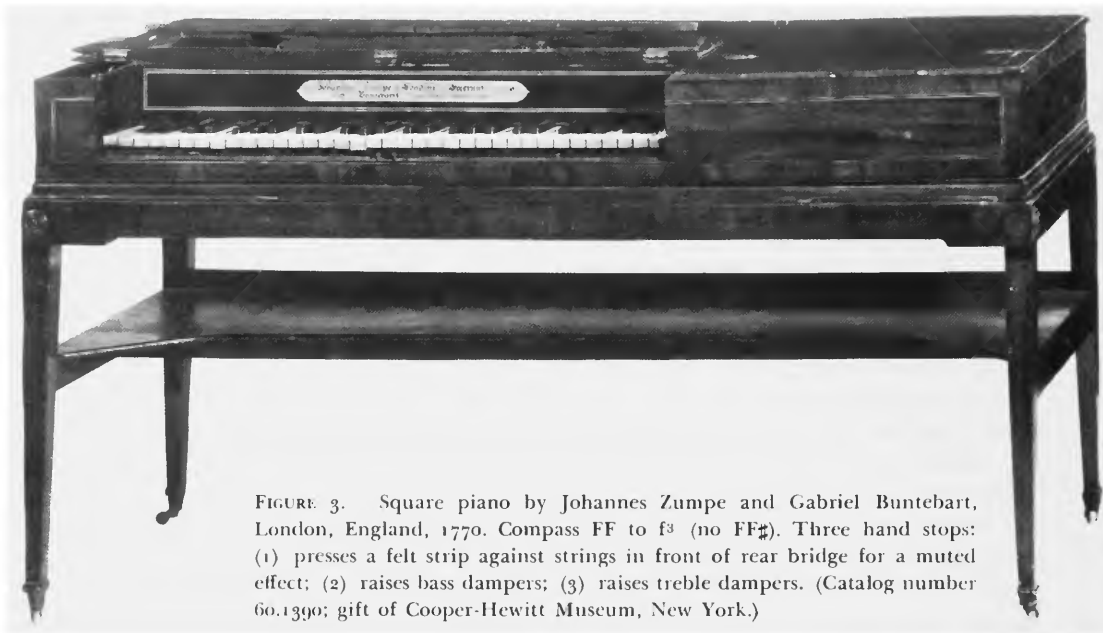 FIGURE 3. Square piano by Johannes Zumpe and Gabriel Buntebart,
London, England, 1770. Compass FF to f³ (no FF♯). Three hand stops:
(1) presses a felt strip against strings in front of rear bridge for a muted
effect; (2) raises bass dampers; (3) raises treble dampers. (Catalog number
60.1390; gift of Cooper-Hewitt Museum, New York.)